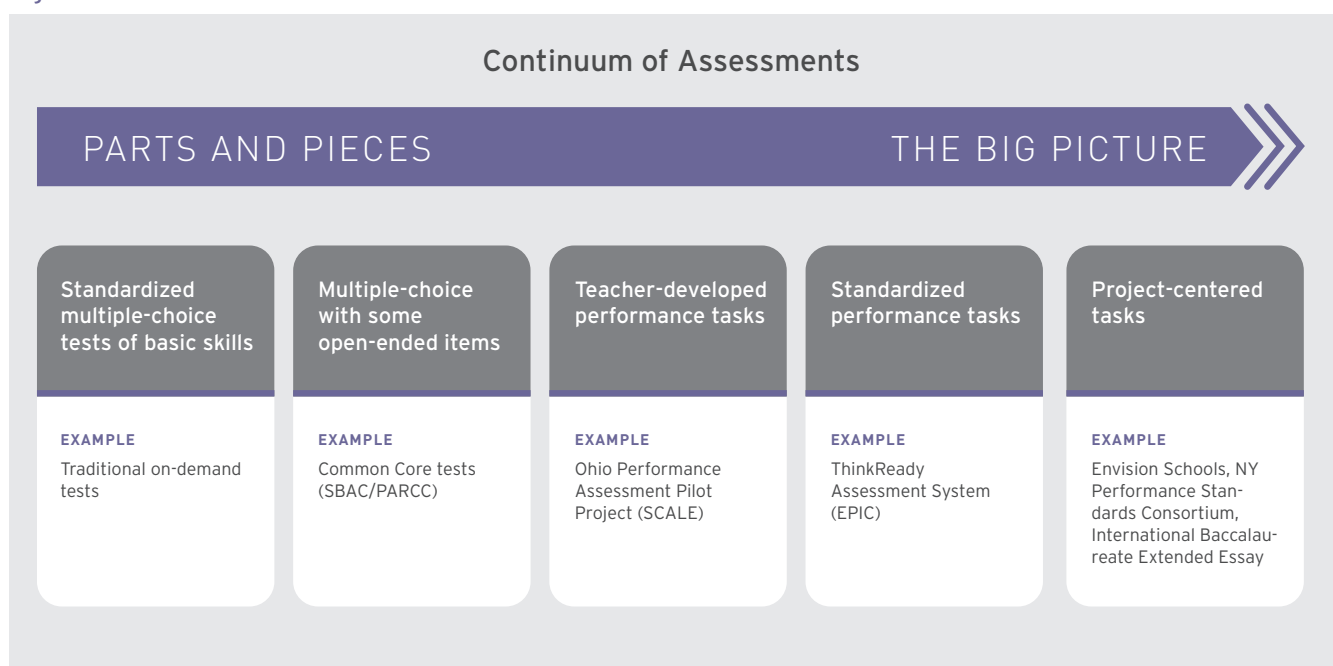 Continuum of Assessments
PARTS AND PIECES
THE BIG PICTURE
Standardized
multiple-choice
tests of basic skills
EXAMPLE
Traditional on-demand
tests
Multiple-choice
with some
open-ended items
EXAMPLE
Common Core tests
(SBAC/PARCC)
Teacher-developed
performance tasks
EXAMPLE
Ohio Performance
Assessment Pilot
Project (SCALE)
Standardized
performance tasks
EXAMPLE
ThinkReady
Assessment System
(EPIC)
Project-centered
tasks
EXAMPLE
Envision Schools, NY
Performance Stan-
dards Consortium,
International Baccalau-
reate Extended Essay